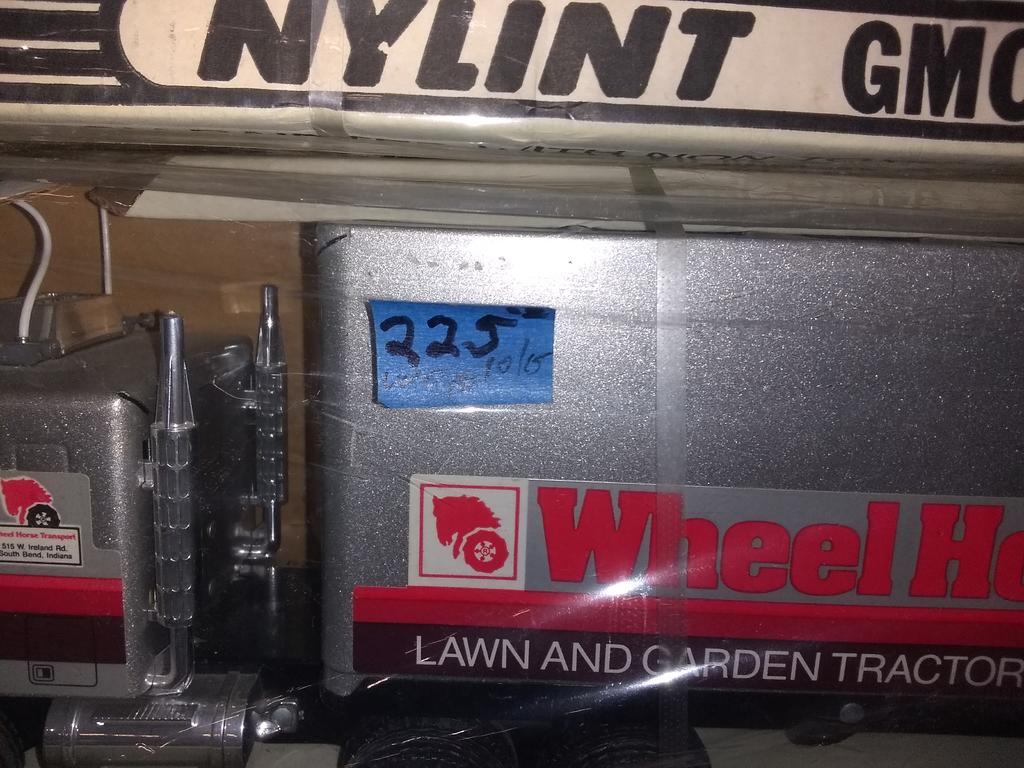 NYLINT GMC
225
10/15
Wheel Ho
LAWN AND GARDEN TRACTOR
heel Horse Transport
515 W. Ireland Rd.
South Bend, Indiana